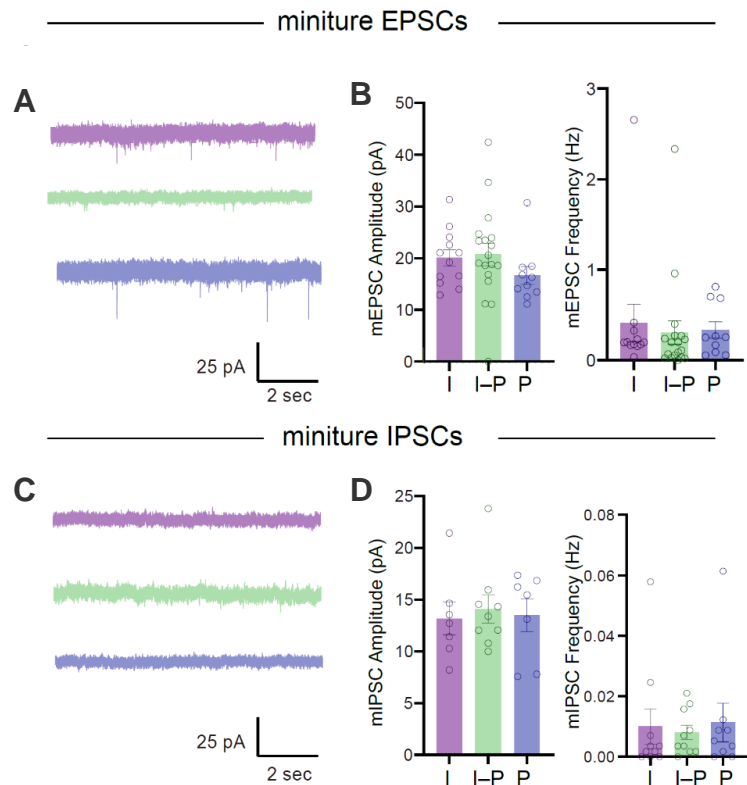 miniture EPSCs
A
25 pA
2 sec
B
mEPSC Amplitude (pA)
50
40
30
20
10
0
I
I–P
P
mEPSC Frequency (Hz)
3
2
1
0
I
I–P
P
miniture IPSCs
C
25 pA
2 sec
D
mIPSC Amplitude (pA)
25
20
15
10
5
0
I
I–P
P
mIPSC Frequency (Hz)
0.08
0.06
0.04
0.02
0.00
I
I–P
P